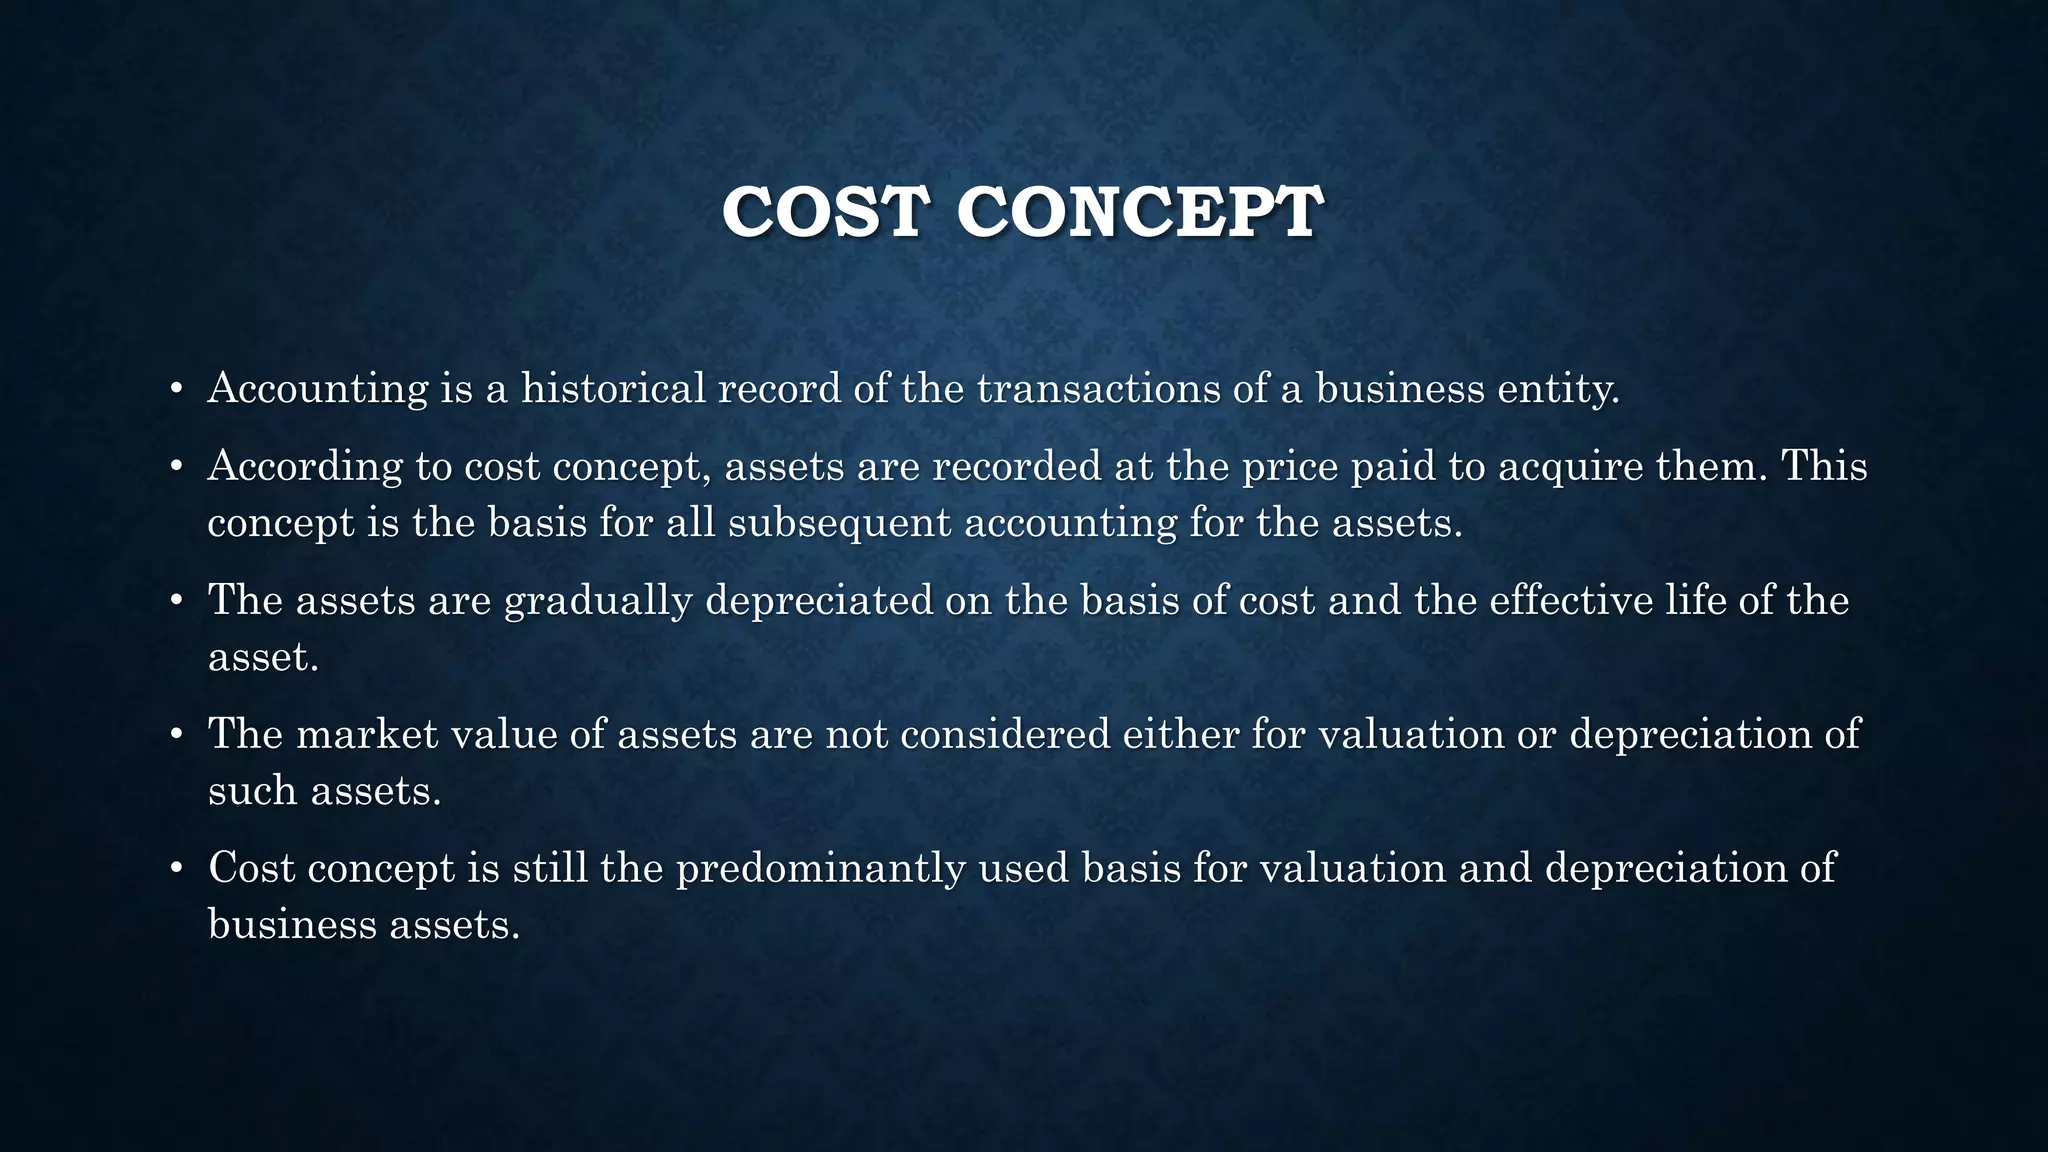 COST CONCEPT
• Accounting is a historical record of the transactions of a business entity.
• According to cost concept, assets are recorded at the price paid to acquire them. This
concept is the basis for all subsequent accounting for the assets.
• The assets are gradually depreciated on the basis of cost and the effective life of the
asset.
• The market value of assets are not considered either for valuation or depreciation of
such assets.
• Cost concept is still the predominantly used basis for valuation and depreciation of
business assets.